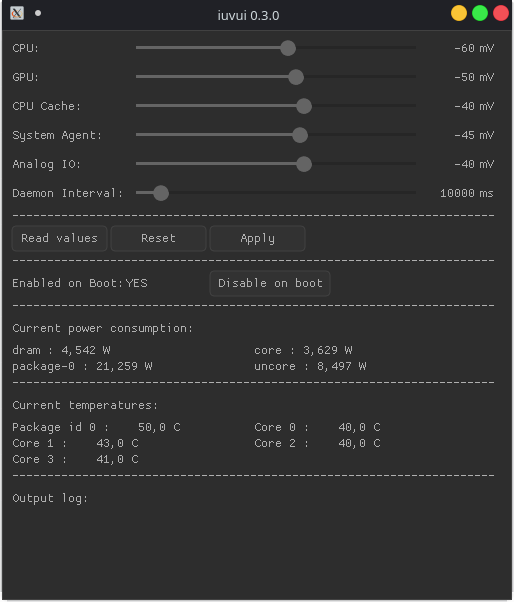 iuvui 0.3.0
CPU: -60 mV
GPU: -50 mV
CPU Cache: -40 mV
System Agent: -45 mV
Analog IO: -40 mV
Daemon Interval: 10000 ms
Read values Reset Apply
Enabled on Boot:YES Disable on boot
Current power consumption:
dram : 4,542 W core : 3,629 W
package-0 : 21,259 W uncore : 8,497 W
Current temperatures:
Package id 0 : 50,0 C Core 0 : 40,0 C
Core 1 : 43,0 C Core 2 : 40,0 C
Core 3 : 41,0 C
Output log: